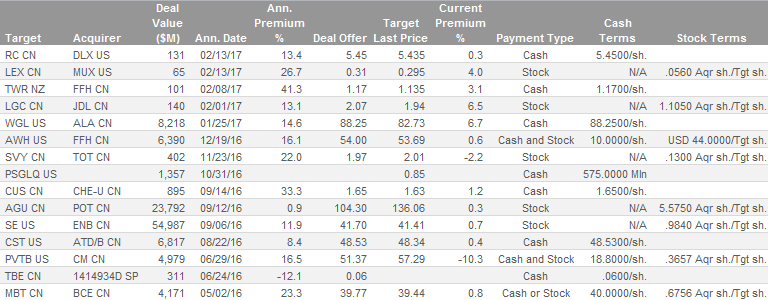 Target Acquirer Deal Value ($M) Ann. Date Ann. Premium % Deal Offer Target Last Price Current Premium % Payment Type Cash Terms Stock Terms
RC CN DLX US 131 02/13/17 13.4 5.45 5.435 0.3 Cash 5.4500/sh.
LEX CN MUX US 65 02/13/17 26.7 0.31 0.295 4.0 Stock N/A .0560 Aqr sh./Tgt sh.
TWR NZ FFH CN 101 02/08/17 41.3 1.17 1.135 3.1 Cash 1.1700/sh.
LGC CN JDL CN 140 02/01/17 13.1 2.07 1.94 6.5 Stock N/A 1.1050 Aqr sh./Tgt sh.
WGL US ALA CN 8,218 01/25/17 14.6 88.25 82.73 6.7 Cash 88.2500/sh.
AWH US FFH CN 6,390 12/19/16 16.1 54.00 53.69 0.6 Cash and Stock 10.0000/sh. USD 44.0000/Tgt sh.
SVY CN TOT CN 402 11/23/16 22.0 1.97 2.01 -2.2 Stock N/A .1300 Aqr sh./Tgt sh.
PSGLQ US 1,357 10/31/16 0.85 Cash 575.0000 Mln
CUS CN CHE-U CN 895 09/14/16 33.3 1.65 1.63 1.2 Cash 1.6500/sh.
AGU CN POT CN 23,792 09/12/16 0.9 104.30 136.06 0.3 Stock N/A 5.5750 Aqr sh./Tgt sh.
SE US ENB CN 54,987 09/06/16 11.9 41.70 41.41 0.7 Stock N/A .9840 Aqr sh./Tgt sh.
CST US ATD/B CN 6,817 08/22/16 8.4 48.53 48.34 0.4 Cash 48.5300/sh.
PVTB US CM CN 4,979 06/29/16 16.5 51.37 57.29 -10.3 Cash and Stock 18.8000/sh. .3657 Aqr sh./Tgt sh.
TBE CN 1414934D SP 311 06/24/16 -12.1 0.06 Cash .0600/sh.
MBT CN BCE CN 4,171 05/02/16 23.3 39.77 39.44 0.8 Cash or Stock 40.0000/sh. .6756 Aqr sh./Tgt sh.